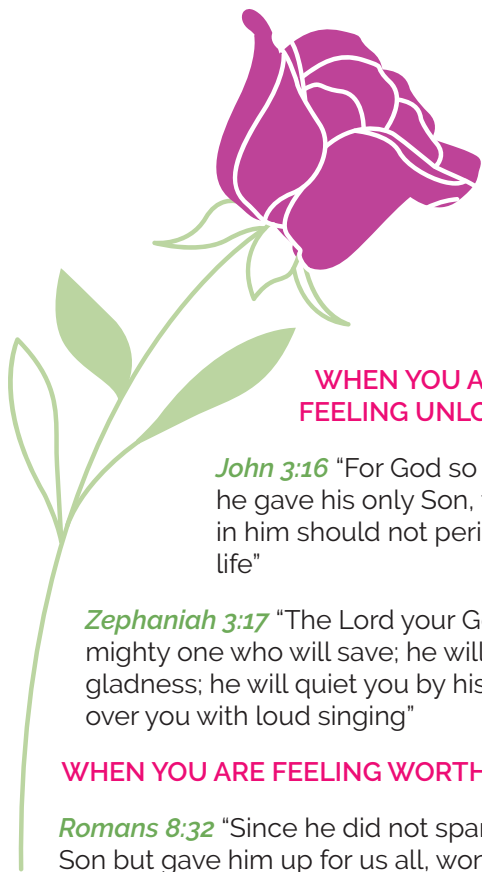 WHEN YOU A
FEELING UNLO
John 3:16 “For God so
he gave his only Son,
in him should not peri
life”
Zephaniah 3:17 “The Lord your G
mighty one who will save; he will
gladness; he will quiet you by his
over you with loud singing”
WHEN YOU ARE FEELING WORTH
Romans 8:32 “Since he did not spar
Son but gave him up for us all, won